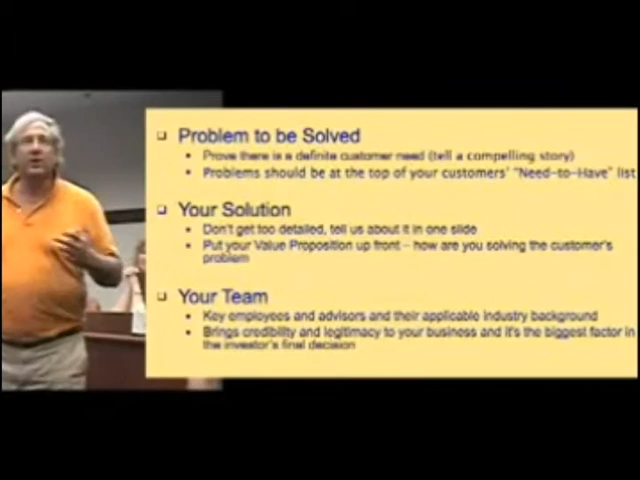 Problem to be Solved
Prove there is a definite customer need (tell a compelling story)
Problems should be at the top of your customers' "Need-to-Have" list
Your Solution
Don't get too detailed, tell us about it in one slide
Put your Value Proposition up front – how are you solving the customer's
problem
Your Team
Key employees and advisors and their applicable industry background
Brings credibility and legitimacy to your business and it's the biggest factor in
the investor's final decision